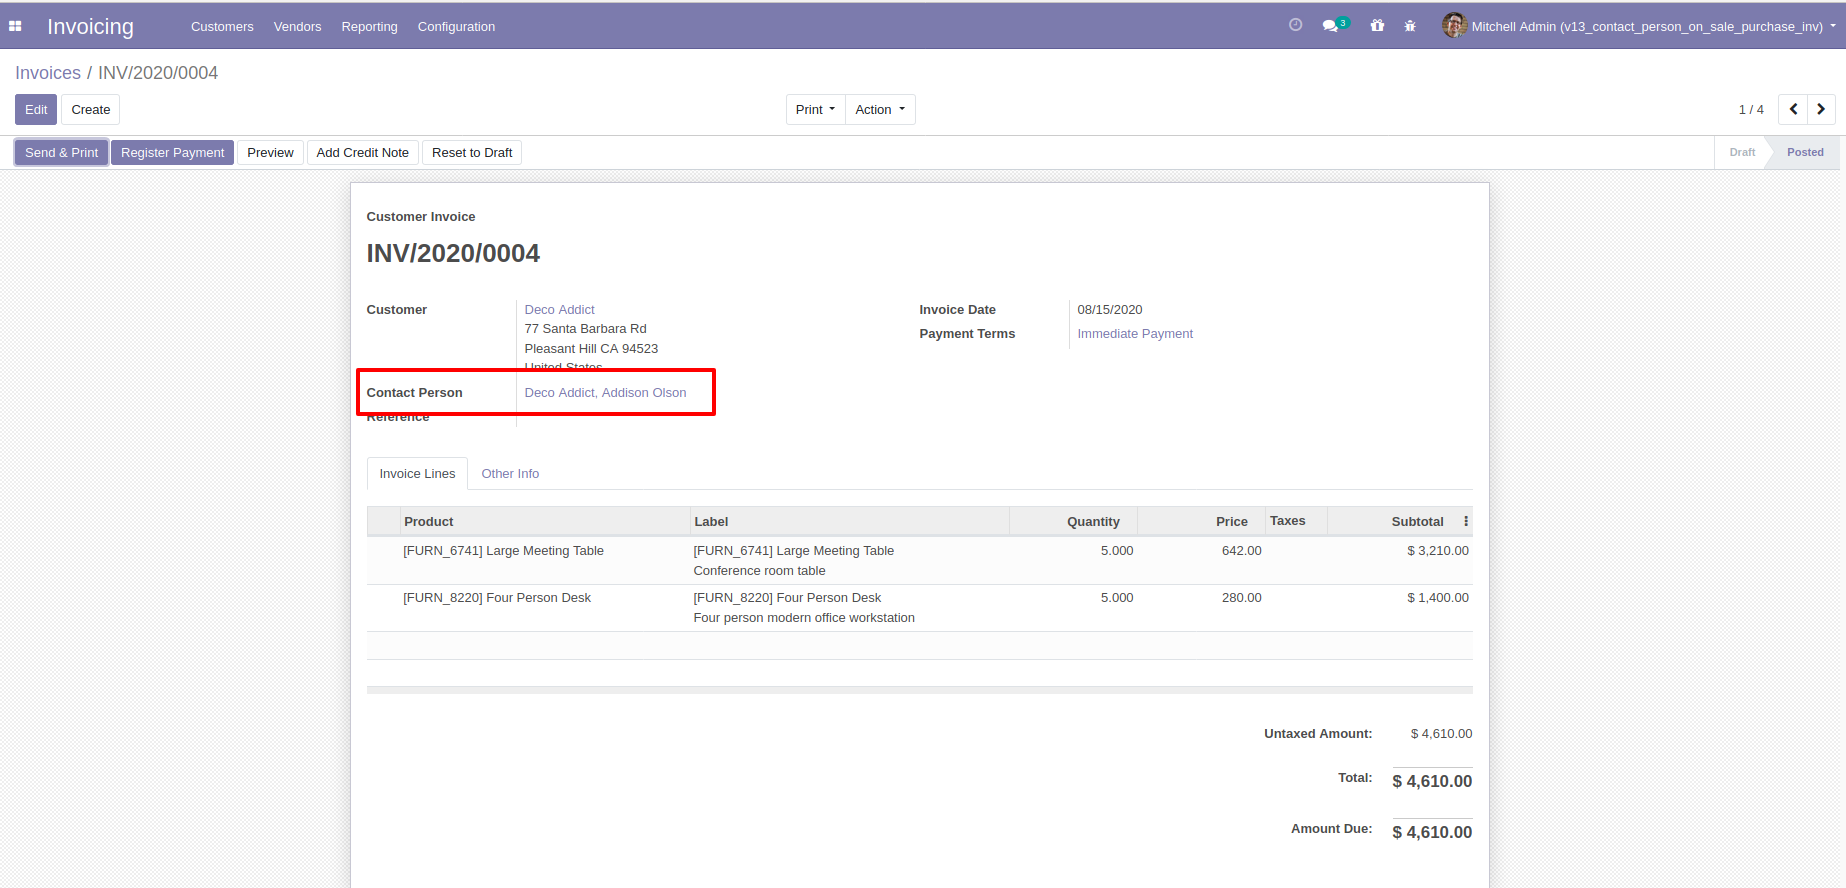 Invoicing Customers Vendors Reporting Configuration 3 Mitchell Admin (v13_contact_person_on_sale_purchase_inv)
Invoices / INV/2020/0004
Edit Create Print Action 1 / 4
Send & Print Register Payment Preview Add Credit Note Reset to Draft Draft Posted
Customer Invoice
INV/2020/0004
Customer Deco Addict Invoice Date 08/15/2020
77 Santa Barbara Rd
Payment Terms Immediate Payment
Pleasant Hill CA 94523
United States
Contact Person Deco Addict, Addison Olson
Reference
Invoice Lines Other Info
Product Label Quantity Price Taxes Subtotal
[FURN_6741] Large Meeting Table [FURN_6741] Large Meeting Table 5.000 642.00 $ 3,210.00
Conference room table
[FURN_8220] Four Person Desk [FURN_8220] Four Person Desk 5.000 280.00 $ 1,400.00
Four person modern office workstation
Untaxed Amount: $ 4,610.00
Total: $ 4,610.00
Amount Due: $ 4,610.00